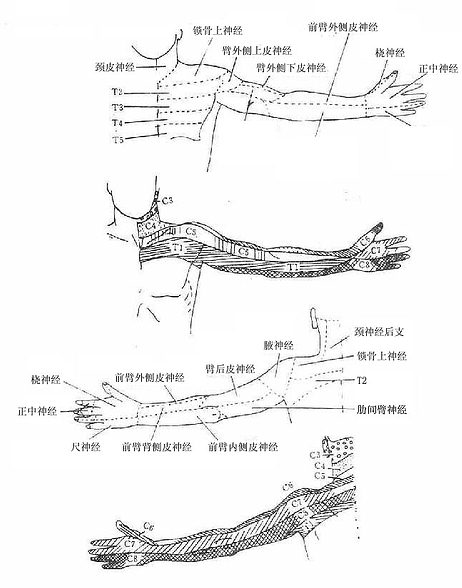 锁骨上神经
前臂外侧皮神经
臂外侧上皮神经
桡神经
颈皮神经
臂外侧下皮神经
正中神经
T2
T3
T4
T5
C3
C4
C5
C5
T1
T1
C6
C7
C8
颈神经后支
腋神经
锁骨上神经
臂后皮神经
T2
桡神经
前臂外侧皮神经
正中神经
肋间臂神经
尺神经
前臂背侧皮神经
前臂内侧皮神经
C3
C4
C5
C6
C7
C6
C7
C8